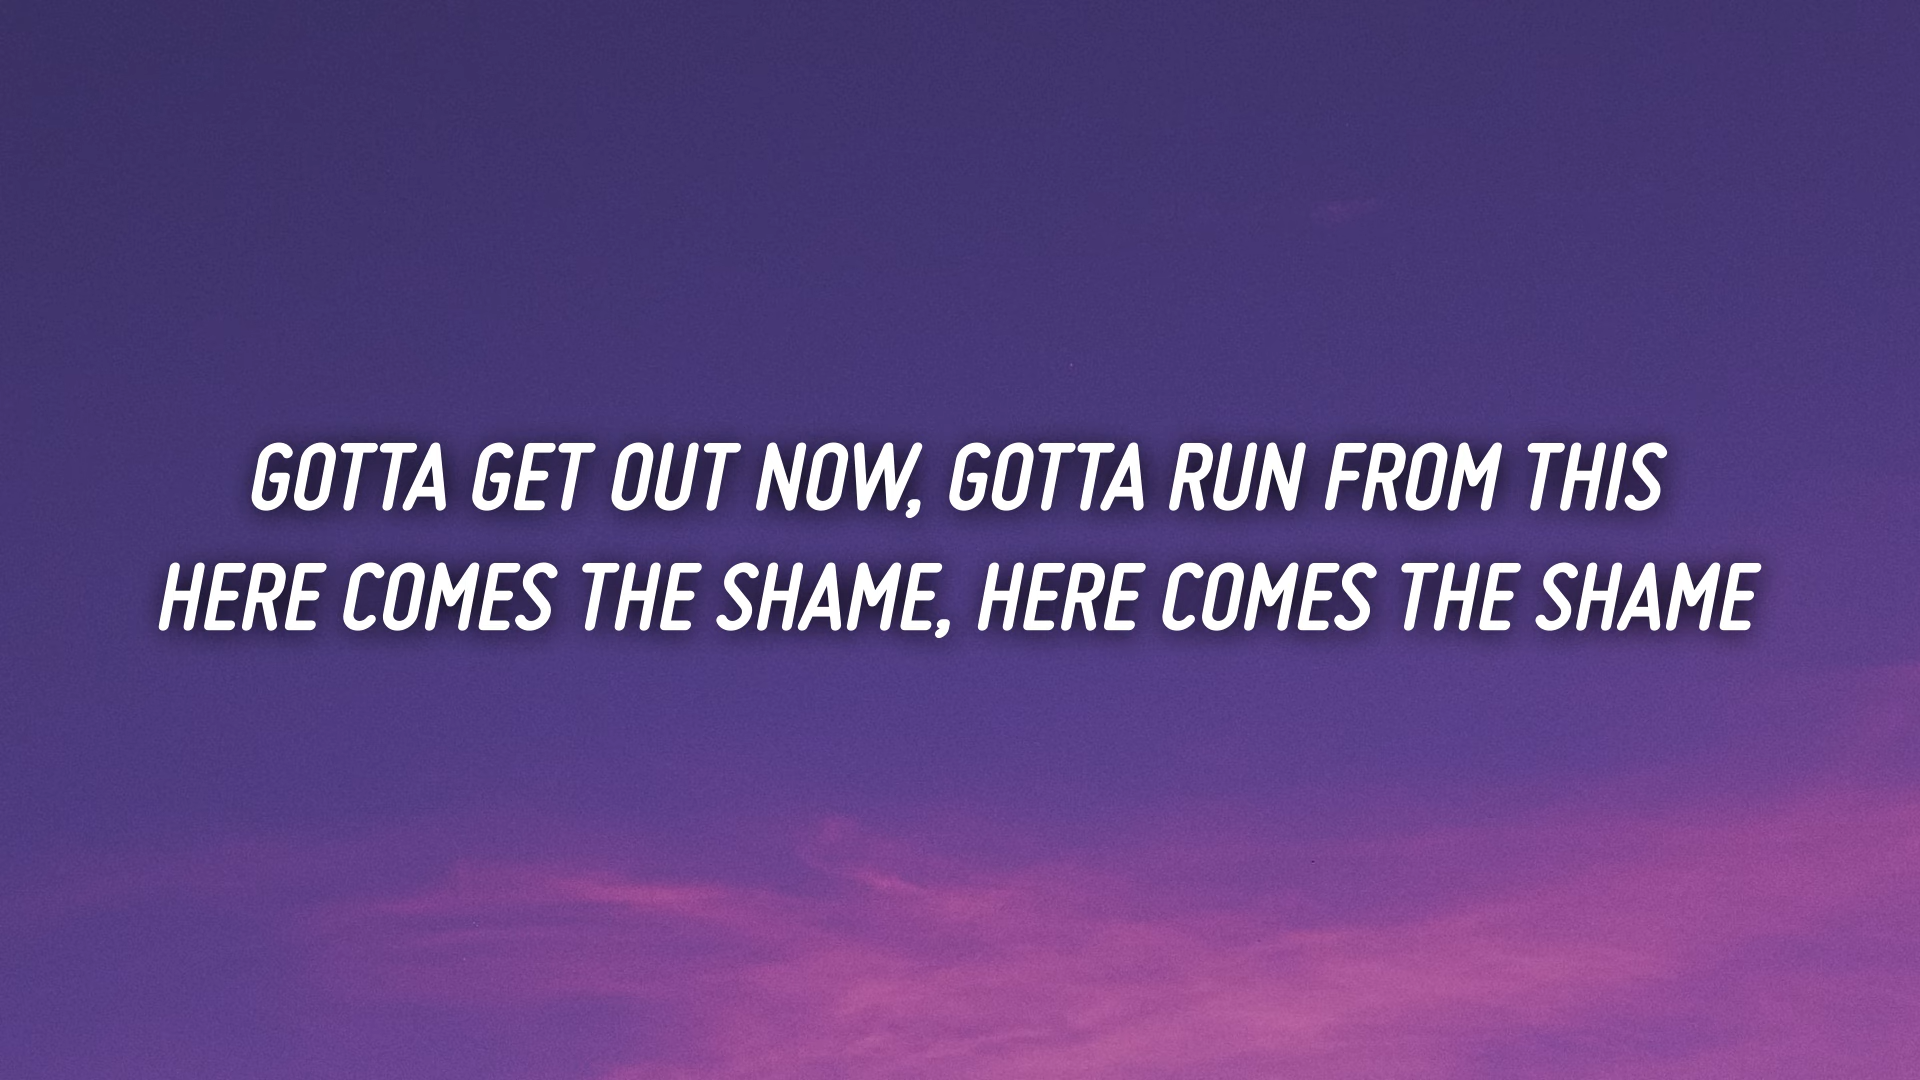 GOTTA GET OUT NOW, GOTTA RUN FROM THIS
HERE COMES THE SHAME, HERE COMES THE SHAME